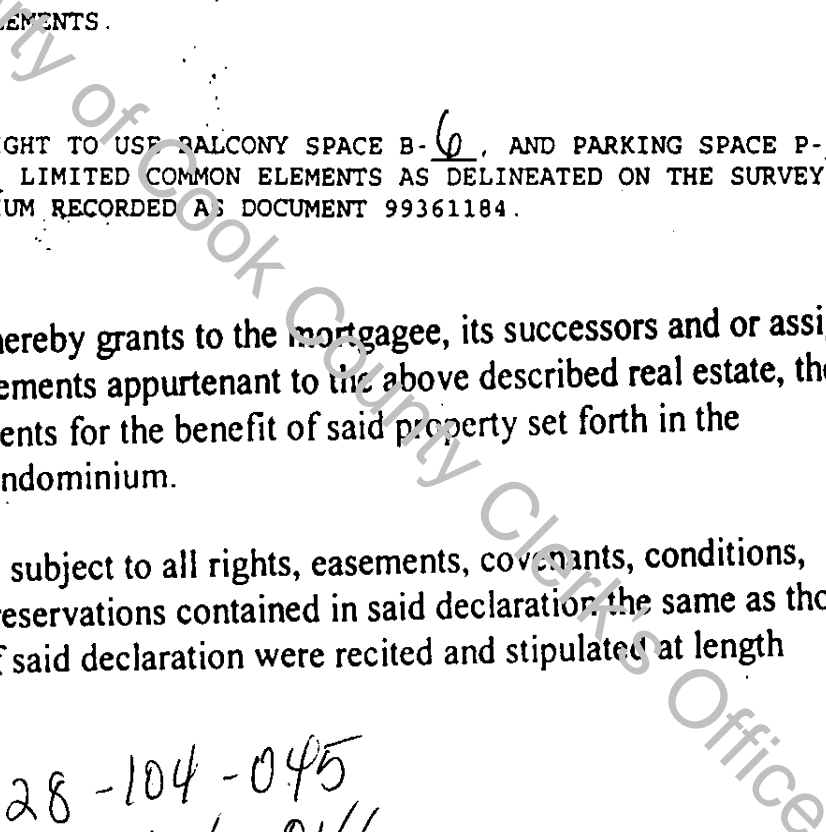 EMENTS.
GHT TO USE BALCONY SPACE B-6, AND PARKING SPACE P-
LIMITED COMMON ELEMENTS AS DELINEATED ON THE SURVEY
UM RECORDED AS DOCUMENT 99361184.
hereby grants to the mortgagee, its successors and or assi
ements appurtenant to the above described real estate, the
ents for the benefit of said property set forth in the
ndominium.
subject to all rights, easements, covenants, conditions,
reservations contained in said declaration the same as tho
f said declaration were recited and stipulated at length
28-104-045
rty of Cook County Clerk's Office